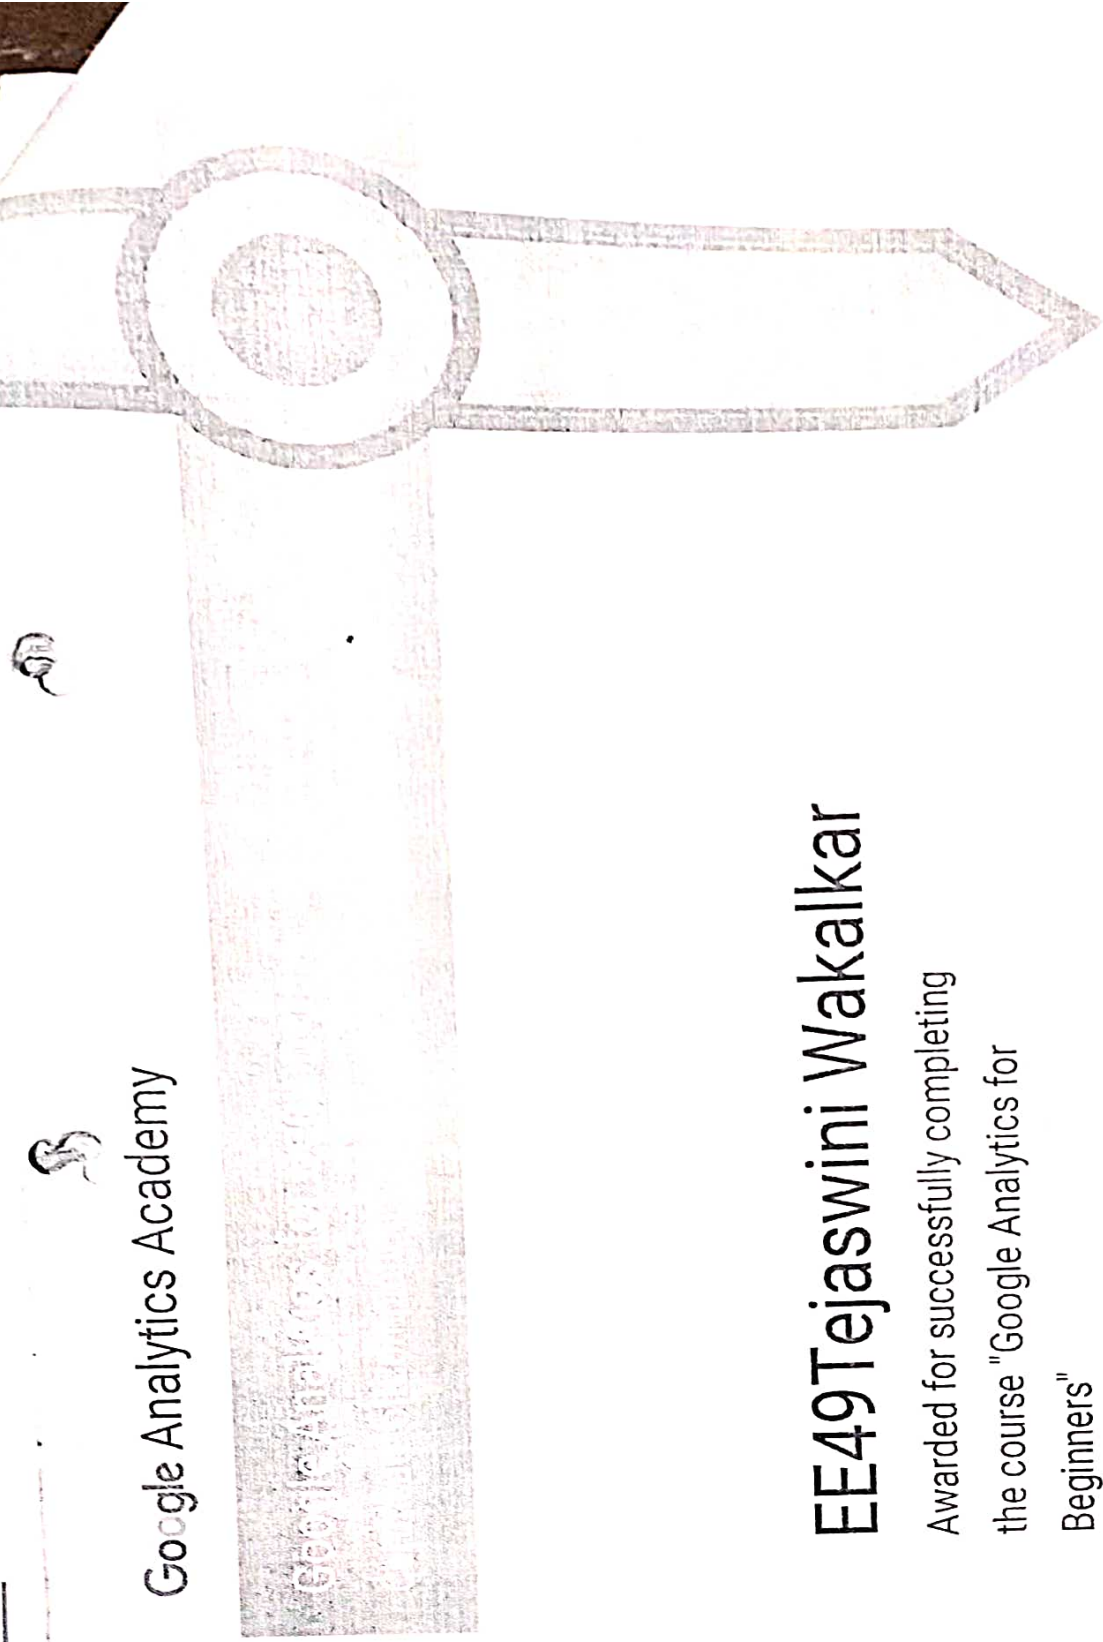 Google Analytics Academy
EE49Tejaswini Wakalkar
Awarded for successfully completing
the course "Google Analytics for
Beginners"